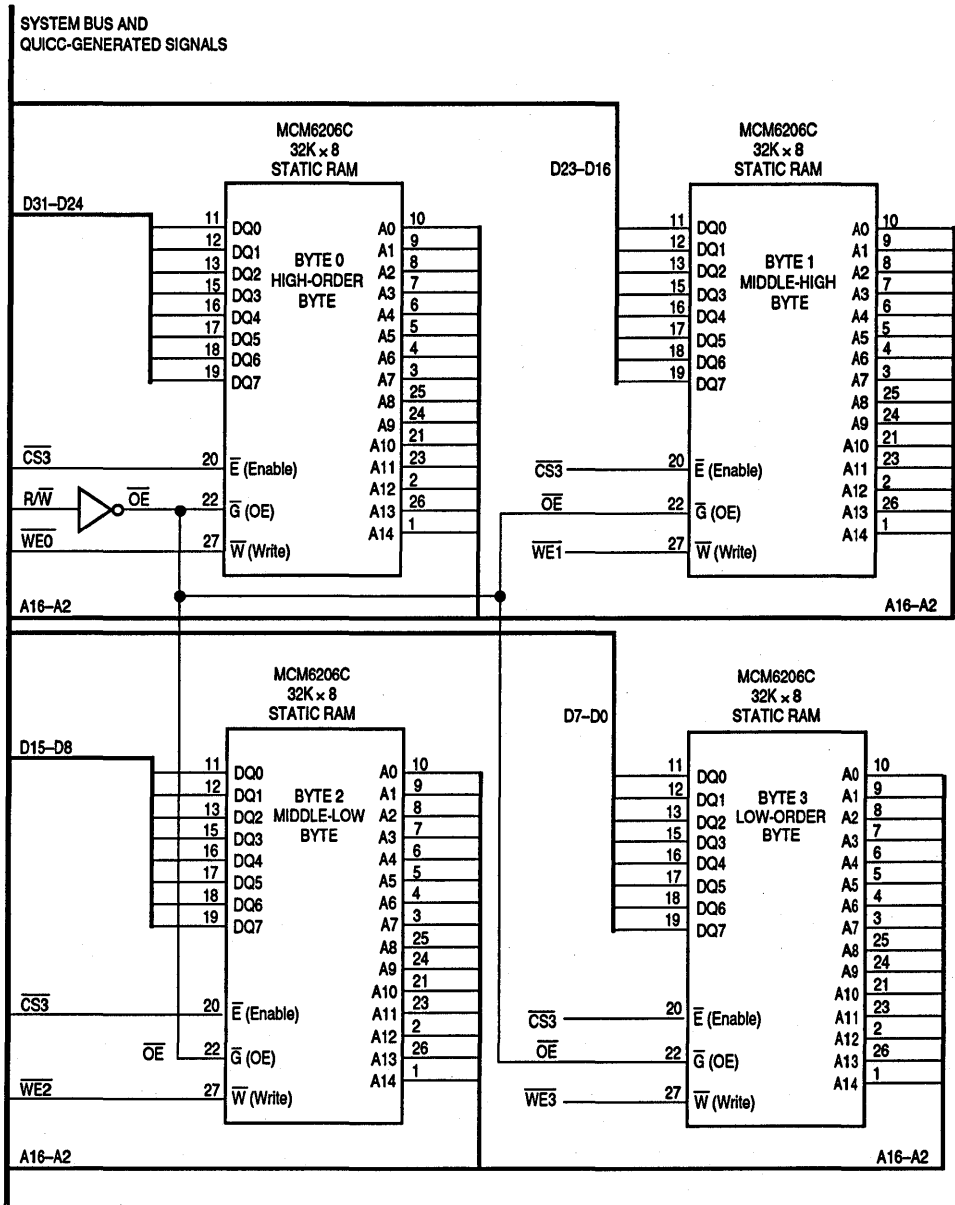 SYSTEM BUS AND
QUICC-GENERATED SIGNALS
MCM6206C
32K × 8
STATIC RAM
D31–D24
11 DQ0
12 DQ1
13 DQ2
15 DQ3
16 DQ4
17 DQ5
18 DQ6
19 DQ7
BYTE 0
HIGH-ORDER
BYTE
A0 10
A1 9
A2 8
A3 7
A4 6
A5 5
A6 4
A7 3
A8 25
A9 24
A10 21
A11 23
A12 2
A13 26
A14 1
C̅S̅3̅ 20 E̅ (Enable)
R/W̅ O̅E̅ 22 G̅ (OE)
W̅E̅0̅ 27 W̅ (Write)
A16–A2
MCM6206C
32K × 8
STATIC RAM
D23–D16
11 DQ0
12 DQ1
13 DQ2
15 DQ3
16 DQ4
17 DQ5
18 DQ6
19 DQ7
BYTE 1
MIDDLE-HIGH
BYTE
A0 10
A1 9
A2 8
A3 7
A4 6
A5 5
A6 4
A7 3
A8 25
A9 24
A10 21
A11 23
A12 2
A13 26
A14 1
C̅S̅3̅ 20 E̅ (Enable)
O̅E̅ 22 G̅ (OE)
W̅E̅1̅ 27 W̅ (Write)
A16–A2
MCM6206C
32K × 8
STATIC RAM
D15–D8
11 DQ0
12 DQ1
13 DQ2
15 DQ3
16 DQ4
17 DQ5
18 DQ6
19 DQ7
BYTE 2
MIDDLE-LOW
BYTE
A0 10
A1 9
A2 8
A3 7
A4 6
A5 5
A6 4
A7 3
A8 25
A9 24
A10 21
A11 23
A12 2
A13 26
A14 1
C̅S̅3̅ 20 E̅ (Enable)
O̅E̅ 22 G̅ (OE)
W̅E̅2̅ 27 W̅ (Write)
A16–A2
MCM6206C
32K × 8
STATIC RAM
D7–D0
11 DQ0
12 DQ1
13 DQ2
15 DQ3
16 DQ4
17 DQ5
18 DQ6
19 DQ7
BYTE 3
LOW-ORDER
BYTE
A0 10
A1 9
A2 8
A3 7
A4 6
A5 5
A6 4
A7 3
A8 25
A9 24
A10 21
A11 23
A12 2
A13 26
A14 1
C̅S̅3̅ 20 E̅ (Enable)
O̅E̅ 22 G̅ (OE)
W̅E̅3̅ 27 W̅ (Write)
A16–A2